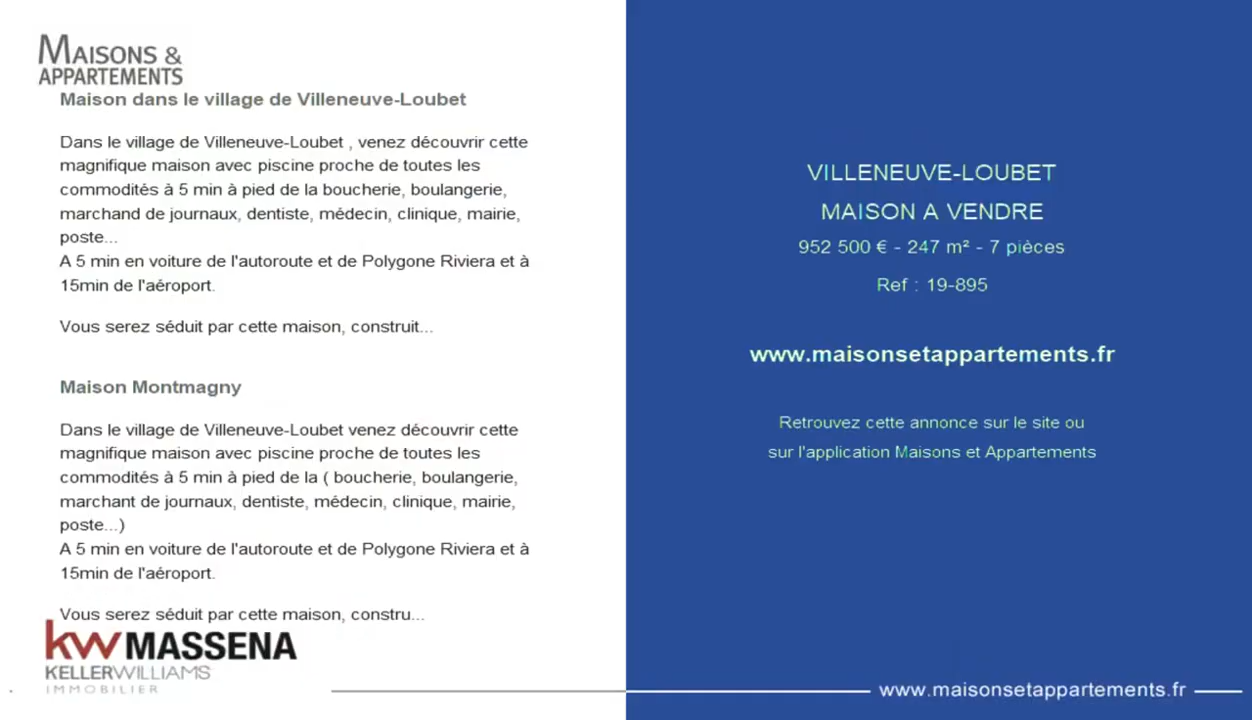 MAISONS &
APPARTEMENTS
Maison dans le village de Villeneuve-Loubet
Dans le village de Villeneuve-Loubet , venez découvrir cette
magnifique maison avec piscine proche de toutes les
commodités à 5 min à pied de la boucherie, boulangerie,
marchand de journaux, dentiste, médecin, clinique, mairie,
poste...
A 5 min en voiture de l'autoroute et de Polygone Riviera et à
15min de l'aéroport.
Vous serez séduit par cette maison, construit...
Maison Montmagny
Dans le village de Villeneuve-Loubet venez découvrir cette
magnifique maison avec piscine proche de toutes les
commodités à 5 min à pied de la ( boucherie, boulangerie,
marchant de journaux, dentiste, médecin, clinique, mairie,
poste...)
A 5 min en voiture de l'autoroute et de Polygone Riviera et à
15min de l'aéroport.
Vous serez séduit par cette maison, constru...
kw MASSENA
KELLERWILLIAMS
IMMOBILIER
VILLENEUVE-LOUBET
MAISON A VENDRE
952 500 € - 247 m² - 7 pièces
Ref : 19-895
www.maisonsetappartements.fr
Retrouvez cette annonce sur le site ou
sur l'application Maisons et Appartements
www.maisonsetappartements.fr